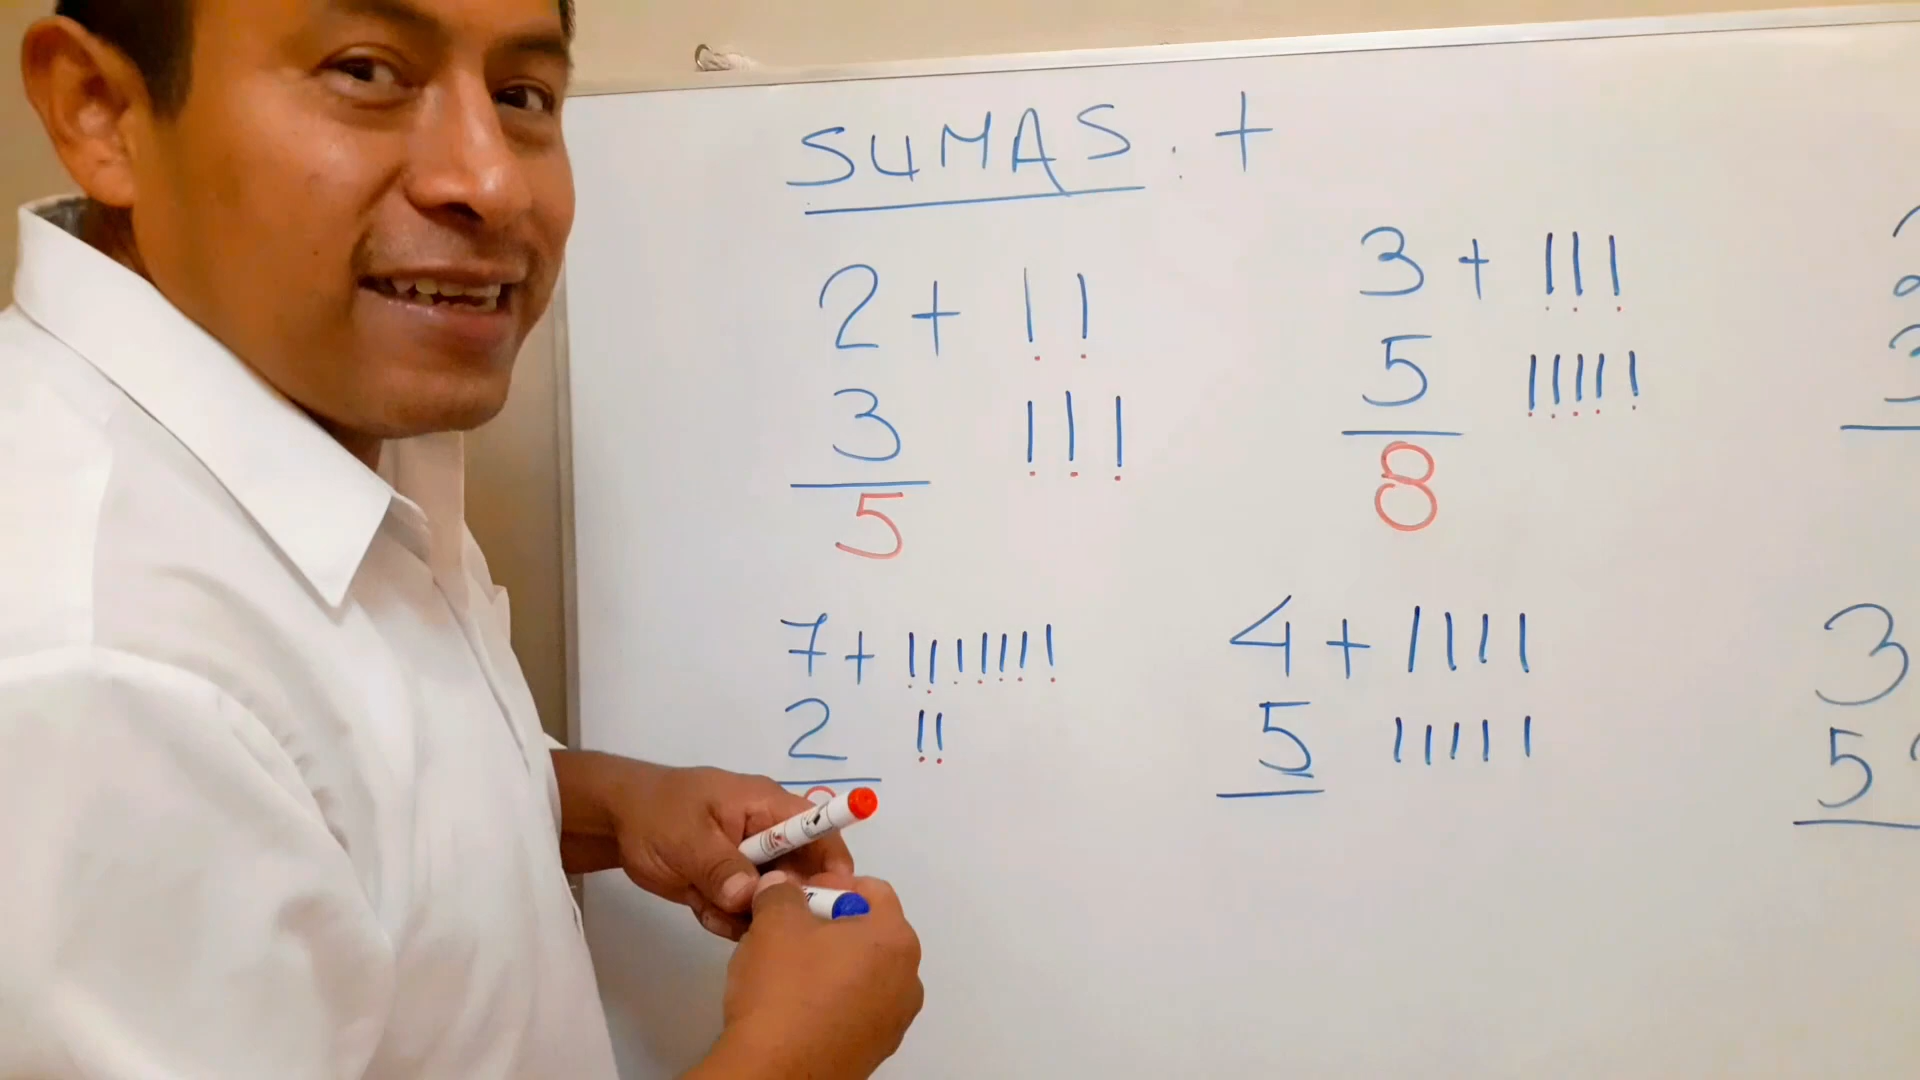 SUMAS: +
2 + | |
3 | | |
5
3 + | | |
5 | | | | |
8
7 + | | | | | | |
2 | |
4 + | | | |
5 | | | | |
3
5